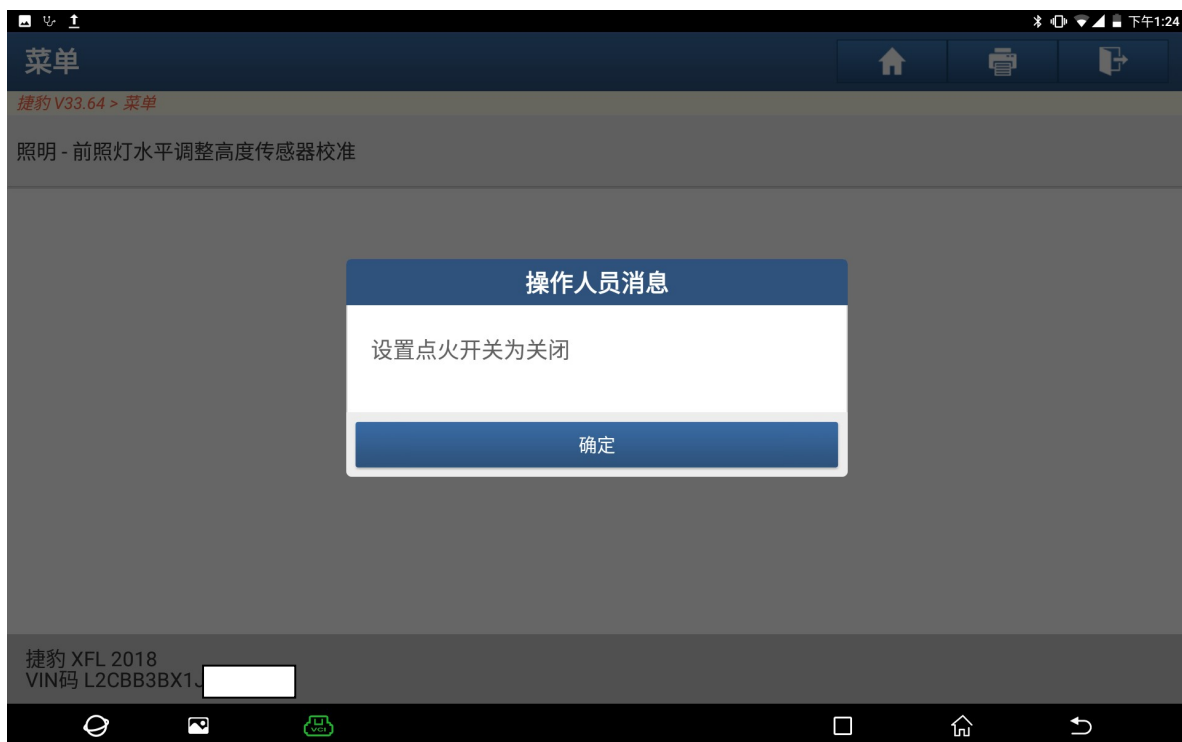 下午1:24
菜单
捷豹 V33.64 > 菜单
照明 - 前照灯水平调整高度传感器校准
操作人员消息
设置点火开关为关闭
确定
捷豹 XFL 2018
VIN码 L2CBB3BX1J
VCI